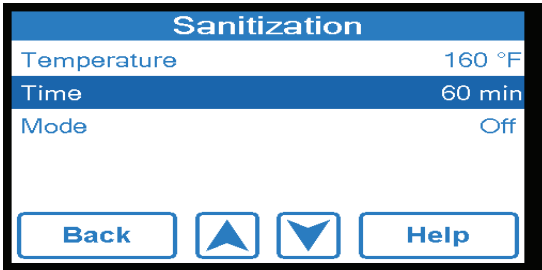 Sanitization
Temperature 160 °F
Time 60 min
Mode Off
Back Help